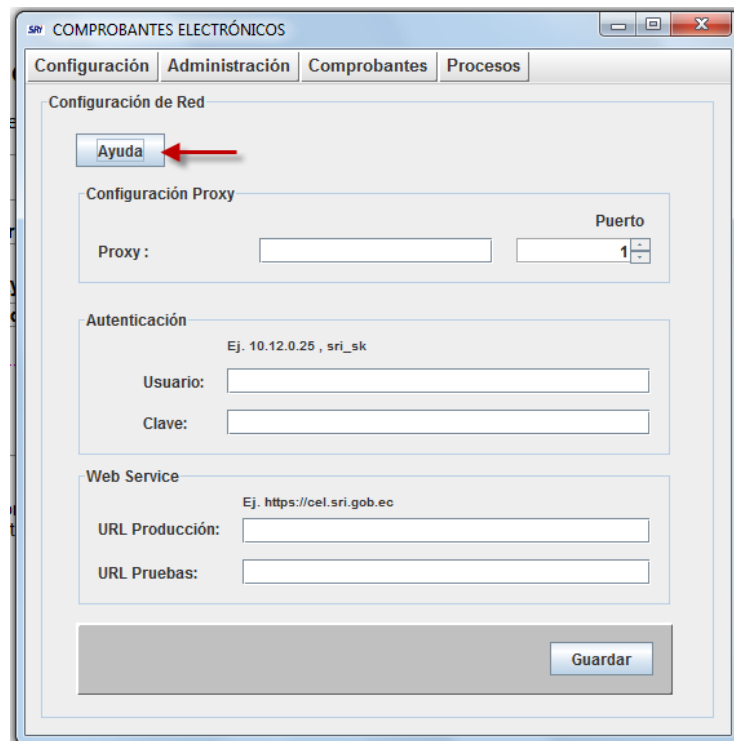 SRi COMPROBANTES ELECTRÓNICOS
Configuración Administración Comprobantes Procesos
Configuración de Red
Ayuda
Configuración Proxy
Puerto
Proxy : 1
Autenticación
Ej. 10.12.0.25 , sri_sk
Usuario:
Clave:
Web Service
Ej. https://cel.sri.gob.ec
URL Producción:
URL Pruebas:
Guardar